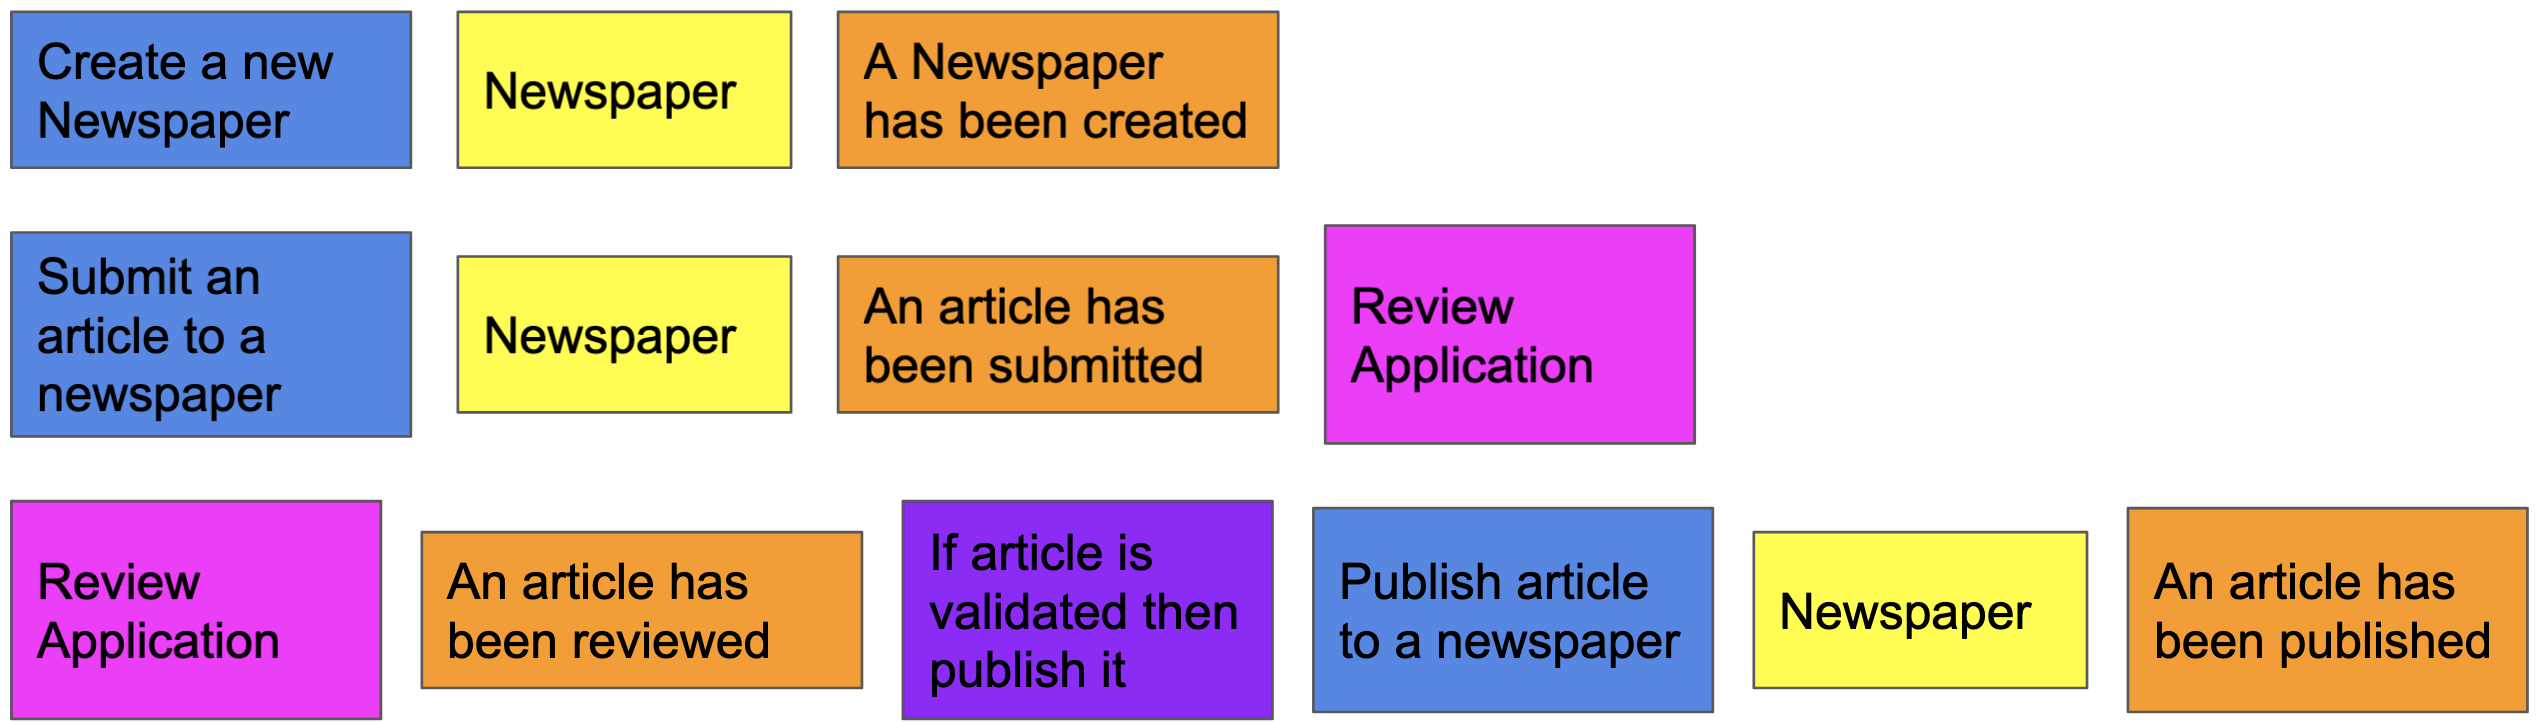 Create a new
Newspaper
Newspaper
A Newspaper
has been created
Submit an
article to a
newspaper
Newspaper
An article has
been submitted
Review
Application
Review
Application
An article has
been reviewed
If article is
validated then
publish it
Publish article
to a newspaper
Newspaper
An article has
been published